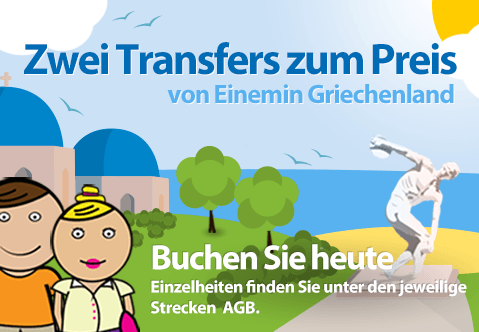 Zwei Transfers zum Preis
von Einemin Griechenland
Buchen Sie heute
Einzelheiten finden Sie unter den jeweilige
Strecken AGB.